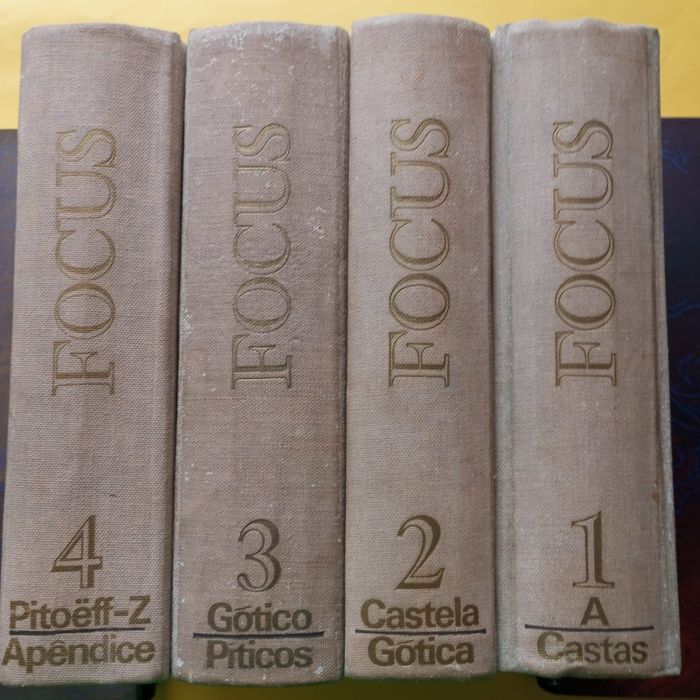 FOCUS
4
Pitoëff-Z
Apêndice
FOCUS
3
Gótico
Píticos
FOCUS
2
Castela
Gótica
FOCUS
1
A
Castas